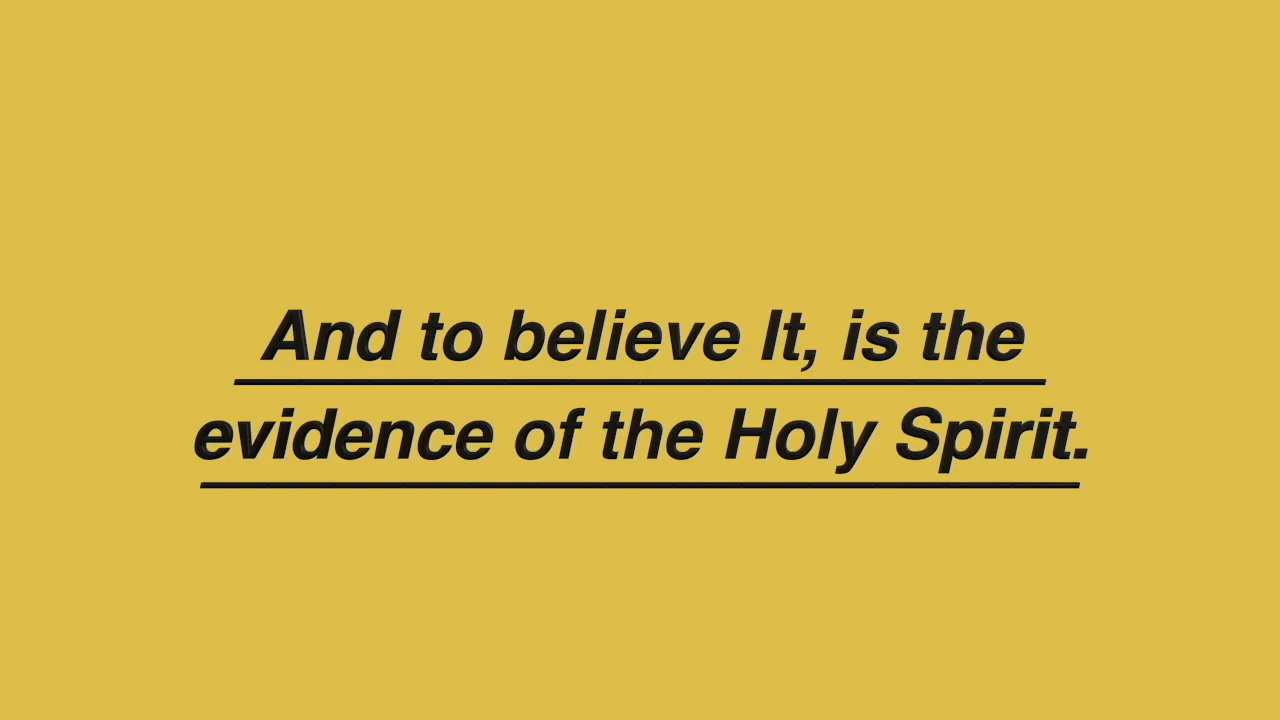 And to believe It, is the
evidence of the Holy Spirit.